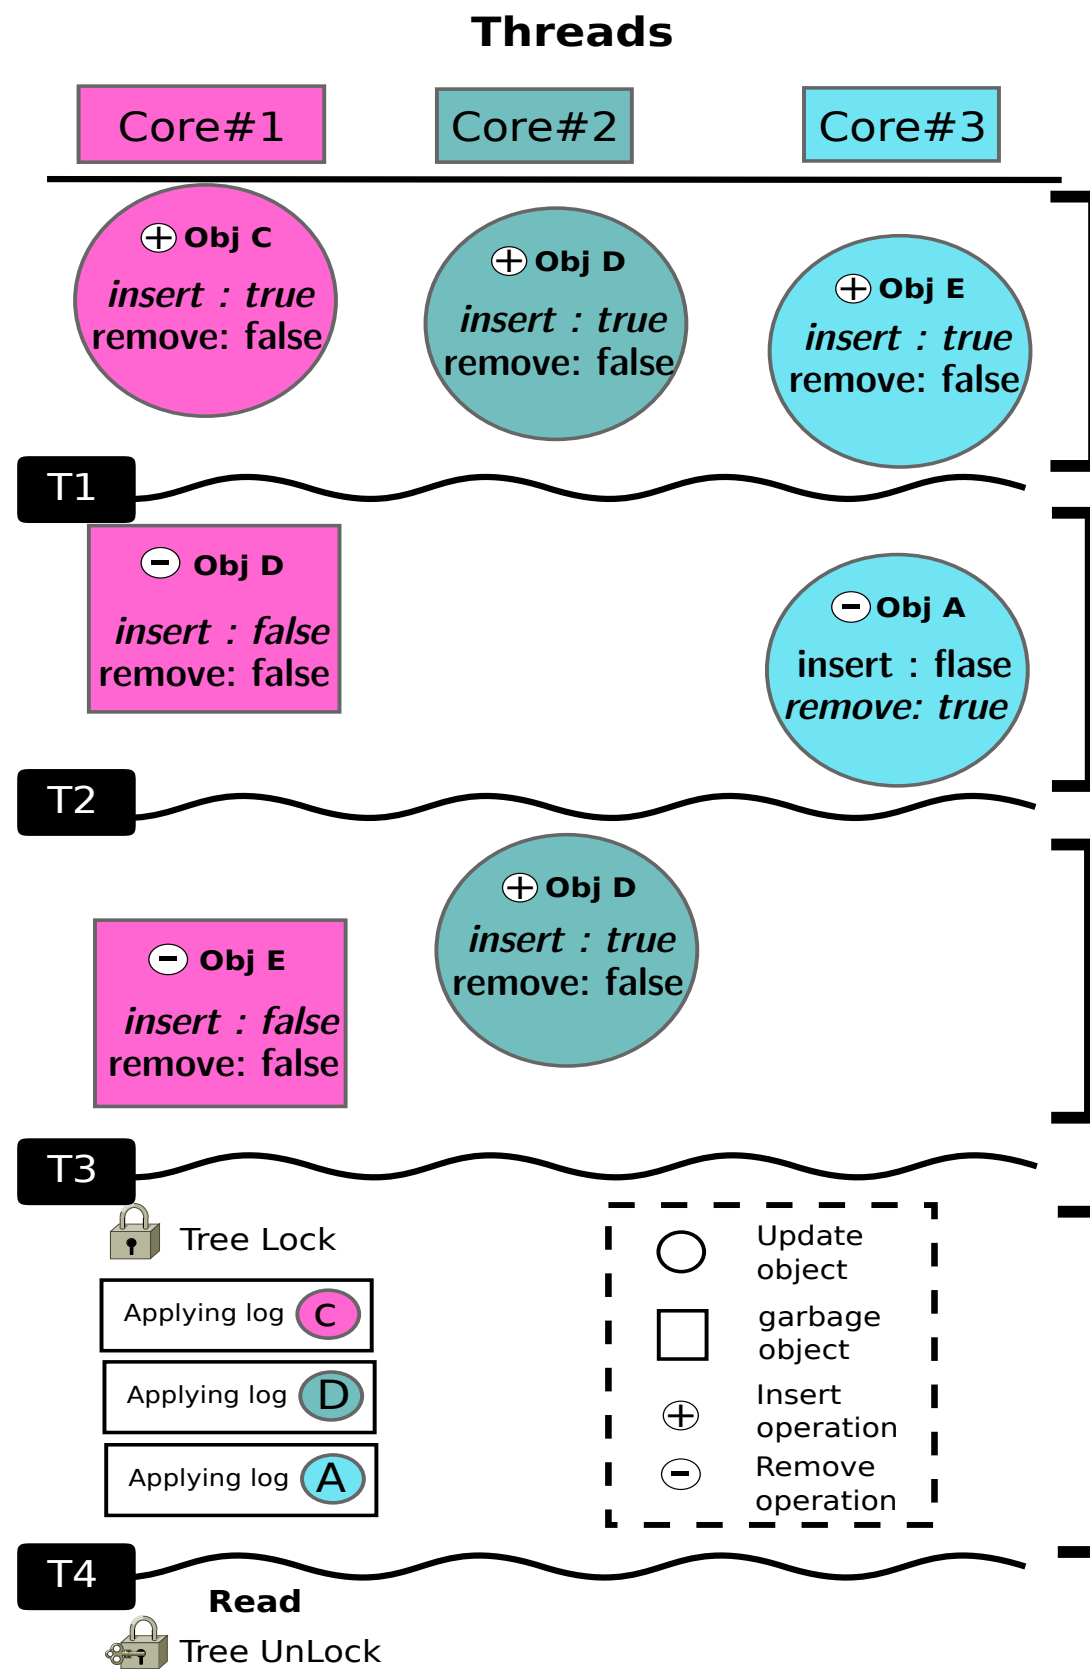 Threads
Core#1 Core#2 Core#3
Obj C
insert : true
remove: false
Obj D
insert : true
remove: false
Obj E
insert : true
remove: false
T1
Obj D
insert : false
remove: false
Obj A
insert : flase
remove: true
T2
Obj D
insert : true
remove: false
Obj E
insert : false
remove: false
T3
Tree Lock
Applying log C
Applying log D
Applying log A
Update
object
garbage
object
Insert
operation
Remove
operation
T4
Read
Tree UnLock